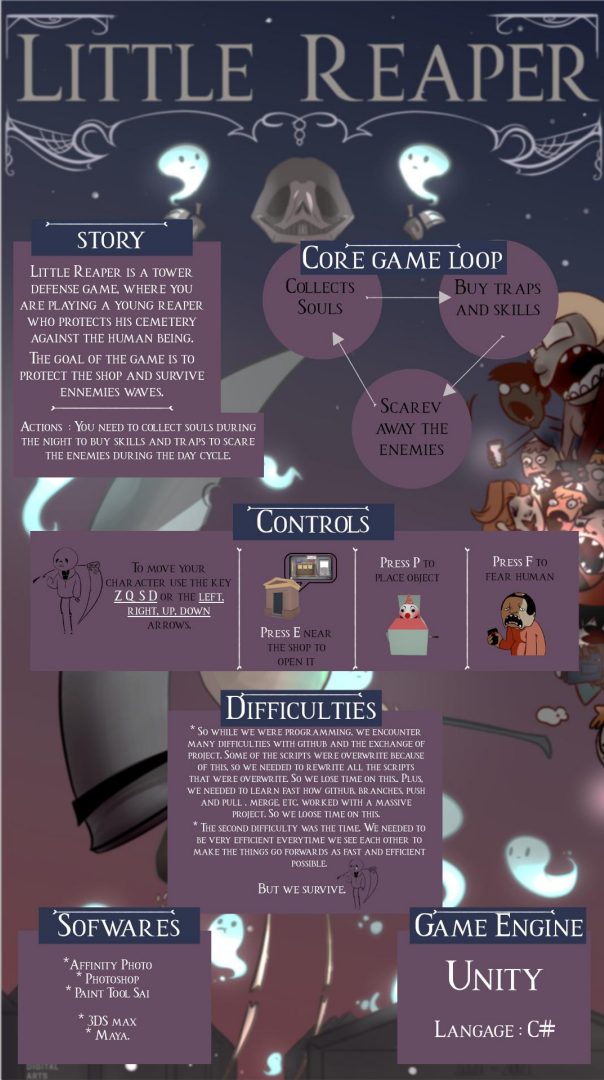 LITTLE REAPER
STORY
LITTLE REAPER IS A TOWER
DEFENSE GAME, WHERE YOU
ARE PLAYING A YOUNG REAPER
WHO PROTECTS HIS CEMETERY
AGAINST THE HUMAN BEING.
THE GOAL OF THE GAME IS TO
PROTECT THE SHOP AND SURVIVE
ENNEMIES WAVES.
ACTIONS : YOU NEED TO COLLECT SOULS DURING
THE NIGHT TO BUY SKILLS AND TRAPS TO SCARE
THE ENEMIES DURING THE DAY CYCLE.
CORE GAME LOOP
COLLECTS
SOULS
BUY TRAPS
AND SKILLS
SCAREV
AWAY THE
ENEMIES
CONTROLS
TO MOVE YOUR
CHARACTER USE THE KEY
Z Q S D OR THE LEFT,
RIGHT, UP, DOWN
ARROWS.
PRESS E NEAR
THE SHOP TO
OPEN IT
PRESS P TO
PLACE OBJECT
PRESS F TO
FEAR HUMAN
DIFFICULTIES
* SO WHILE WE WERE PROGRAMMING, WE ENCOUNTER
MANY DIFFICULTIES WITH GITHUB AND THE EXCHANGE OF
PROJECT. SOME OF THE SCRIPTS WERE OVERWRITE BECAUSE
OF THIS, SO WE NEEDED TO REWRITE ALL THE SCRIPTS
THAT WERE OVERWRITE. SO WE LOSE TIME ON THIS. PLUS,
WE NEEDED TO LEARN FAST HOW GITHUB, BRANCHES, PUSH
AND PULL , MERGE, ETC, WORKED WITH A MASSIVE
PROJECT. SO WE LOOSE TIME ON THIS.
* THE SECOND DIFFICULTY WAS THE TIME. WE NEEDED TO
BE VERY EFFICIENT EVERYTIME WE SEE EACH OTHER TO
MAKE THE THINGS GO FORWARDS AS FAST AND EFFICIENT
POSSIBLE.
BUT WE SURVIVE.
SOFWARES
*AFFINITY PHOTO
* PHOTOSHOP
* PAINT TOOL SAI
* 3DS MAX
* MAYA.
GAME ENGINE
UNITY
LANGAGE : C#
DIGITAL
ARTS